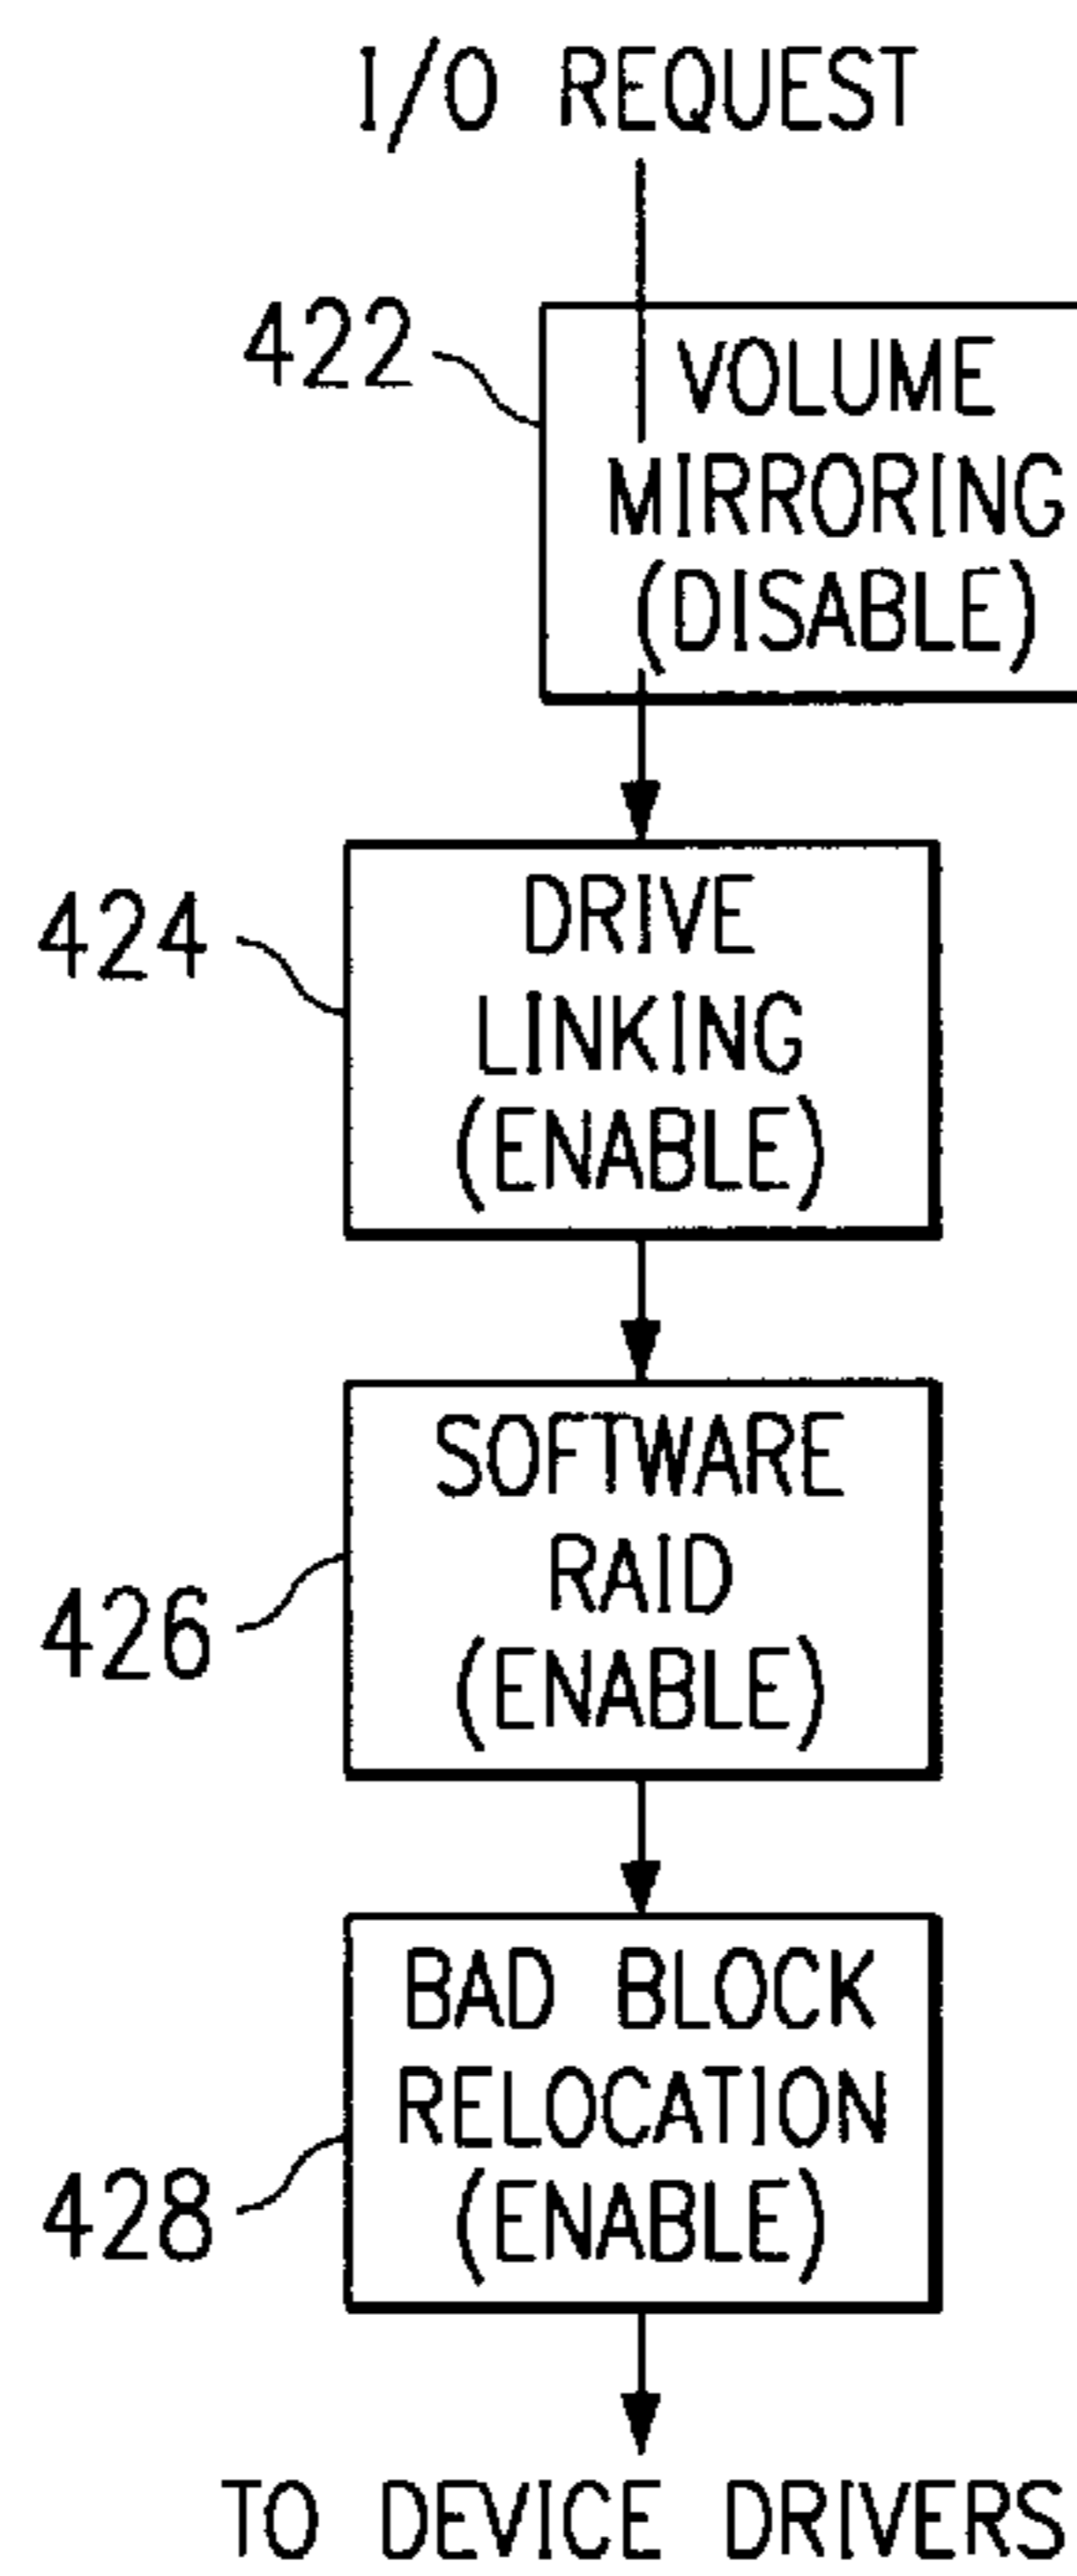 I/O REQUEST
422
VOLUME
MIRRORING
(DISABLE)
424
DRIVE
LINKING
(ENABLE)
426
SOFTWARE
RAID
(ENABLE)
428
BAD BLOCK
RELOCATION
(ENABLE)
TO DEVICE DRIVERS